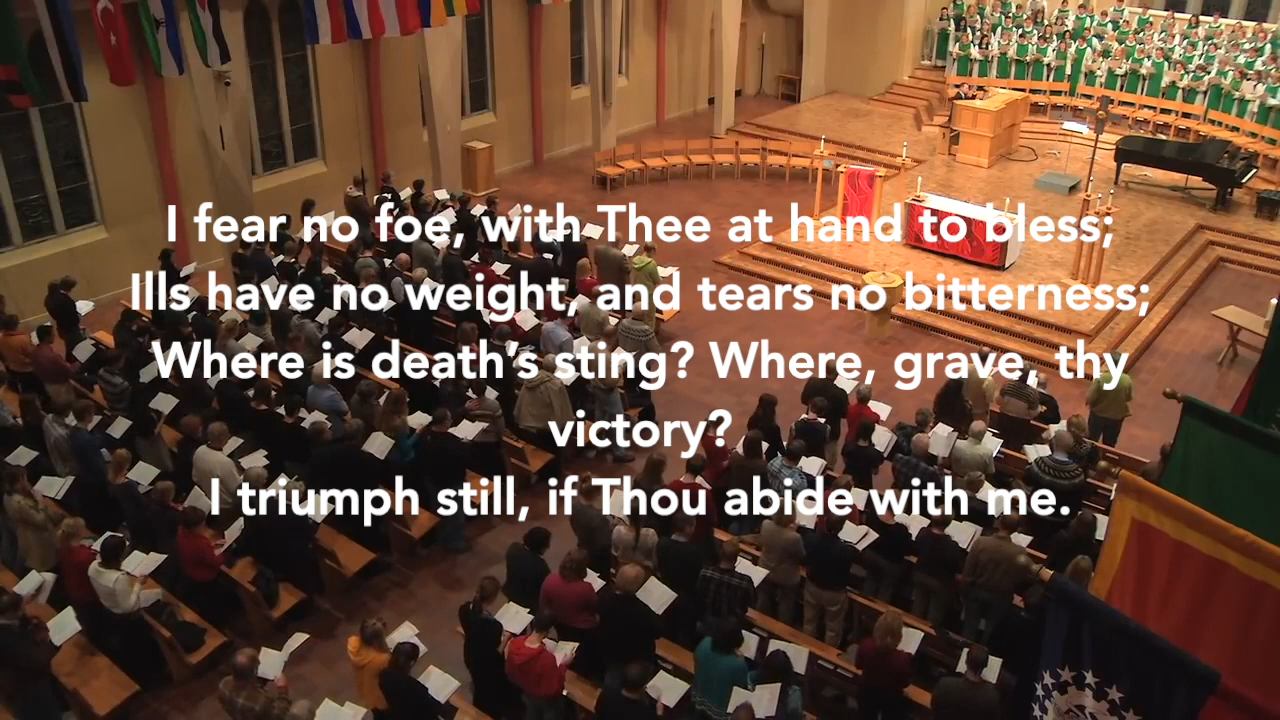 I fear no foe, with Thee at hand to bless;
Ills have no weight, and tears no bitterness;
Where is death's sting? Where, grave, thy
victory?
I triumph still, if Thou abide with me.